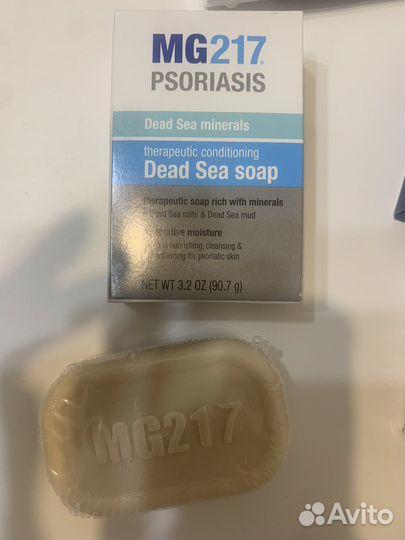 MG217®
PSORIASIS
Dead Sea minerals
therapeutic conditioning
Dead Sea soap
therapeutic soap rich with minerals
Dead Sea salts & Dead Sea mud
moisture
nourishing, cleansing &
for psoriatic skin
NET WT 3.2 OZ (90.7 g)
MG217
Avito